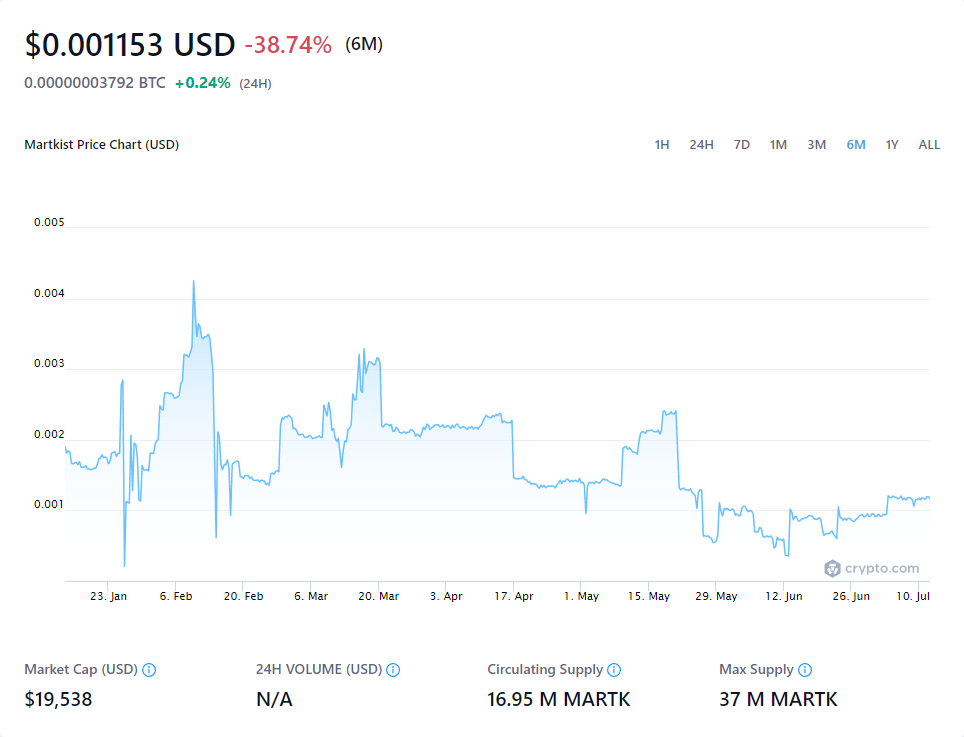 $0.001153 USD -38.74% (6M)
0.00000003792 BTC +0.24% (24H)
Martkist Price Chart (USD)
1H 24H 7D 1M 3M 6M 1Y ALL
0.005
0.004
0.003
0.002
0.001
crypto.com
23. Jan 6. Feb 20. Feb 6. Mar 20. Mar 3. Apr 17. Apr 1. May 15. May 29. May 12. Jun 26. Jun 10. Jul
Market Cap (USD) 24H VOLUME (USD) Circulating Supply Max Supply
$19,538 N/A 16.95 M MARTK 37 M MARTK